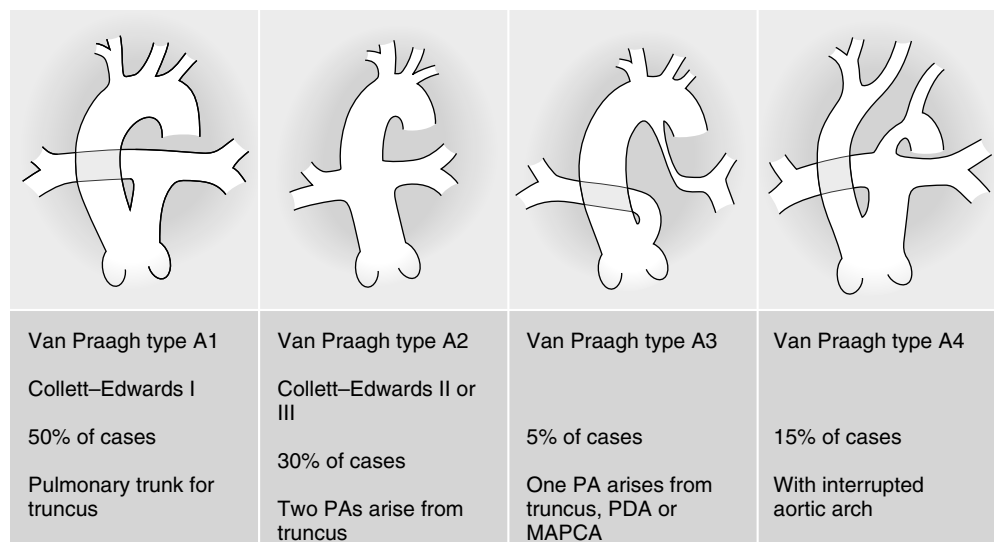 Van Praagh type A1
Collett–Edwards I
50% of cases
Pulmonary trunk for
truncus
Van Praagh type A2
Collett–Edwards II or
III
30% of cases
Two PAs arise from
truncus
Van Praagh type A3
5% of cases
One PA arises from
truncus, PDA or
MAPCA
Van Praagh type A4
15% of cases
With interrupted
aortic arch